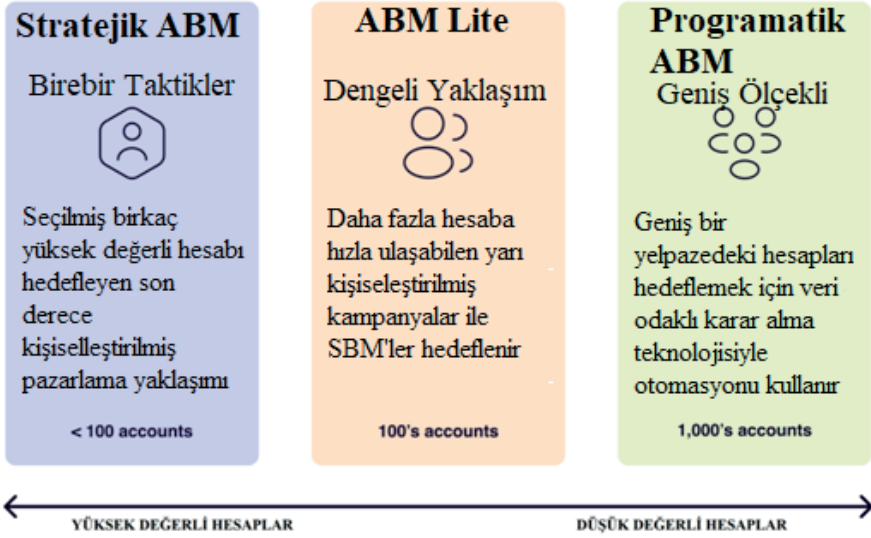 Stratejik ABM
Birebir Taktikler
Seçilmiş birkaç
yüksek değerli hesabı
hedefleyen son
derece
kişiselleştirilmiş
pazarlama yaklaşımı
< 100 accounts
ABM Lite
Dengeli Yaklaşım
Daha fazla hesaba
hızla ulaşabilen yarı
kişiseleştirilmiş
kampanyalar ile
SBM'ler hedeflenir
100's accounts
Programatik
ABM
Geniş Ölçekli
Geniş bir
yelpazedeki hesapları
hedeflemek için veri
odaklı karar alma
teknolojisiyle
otomasyonu kullanır
1,000's accounts
YÜKSEK DEĞERLİ HESAPLAR
DÜŞÜK DEĞERLİ HESAPLAR